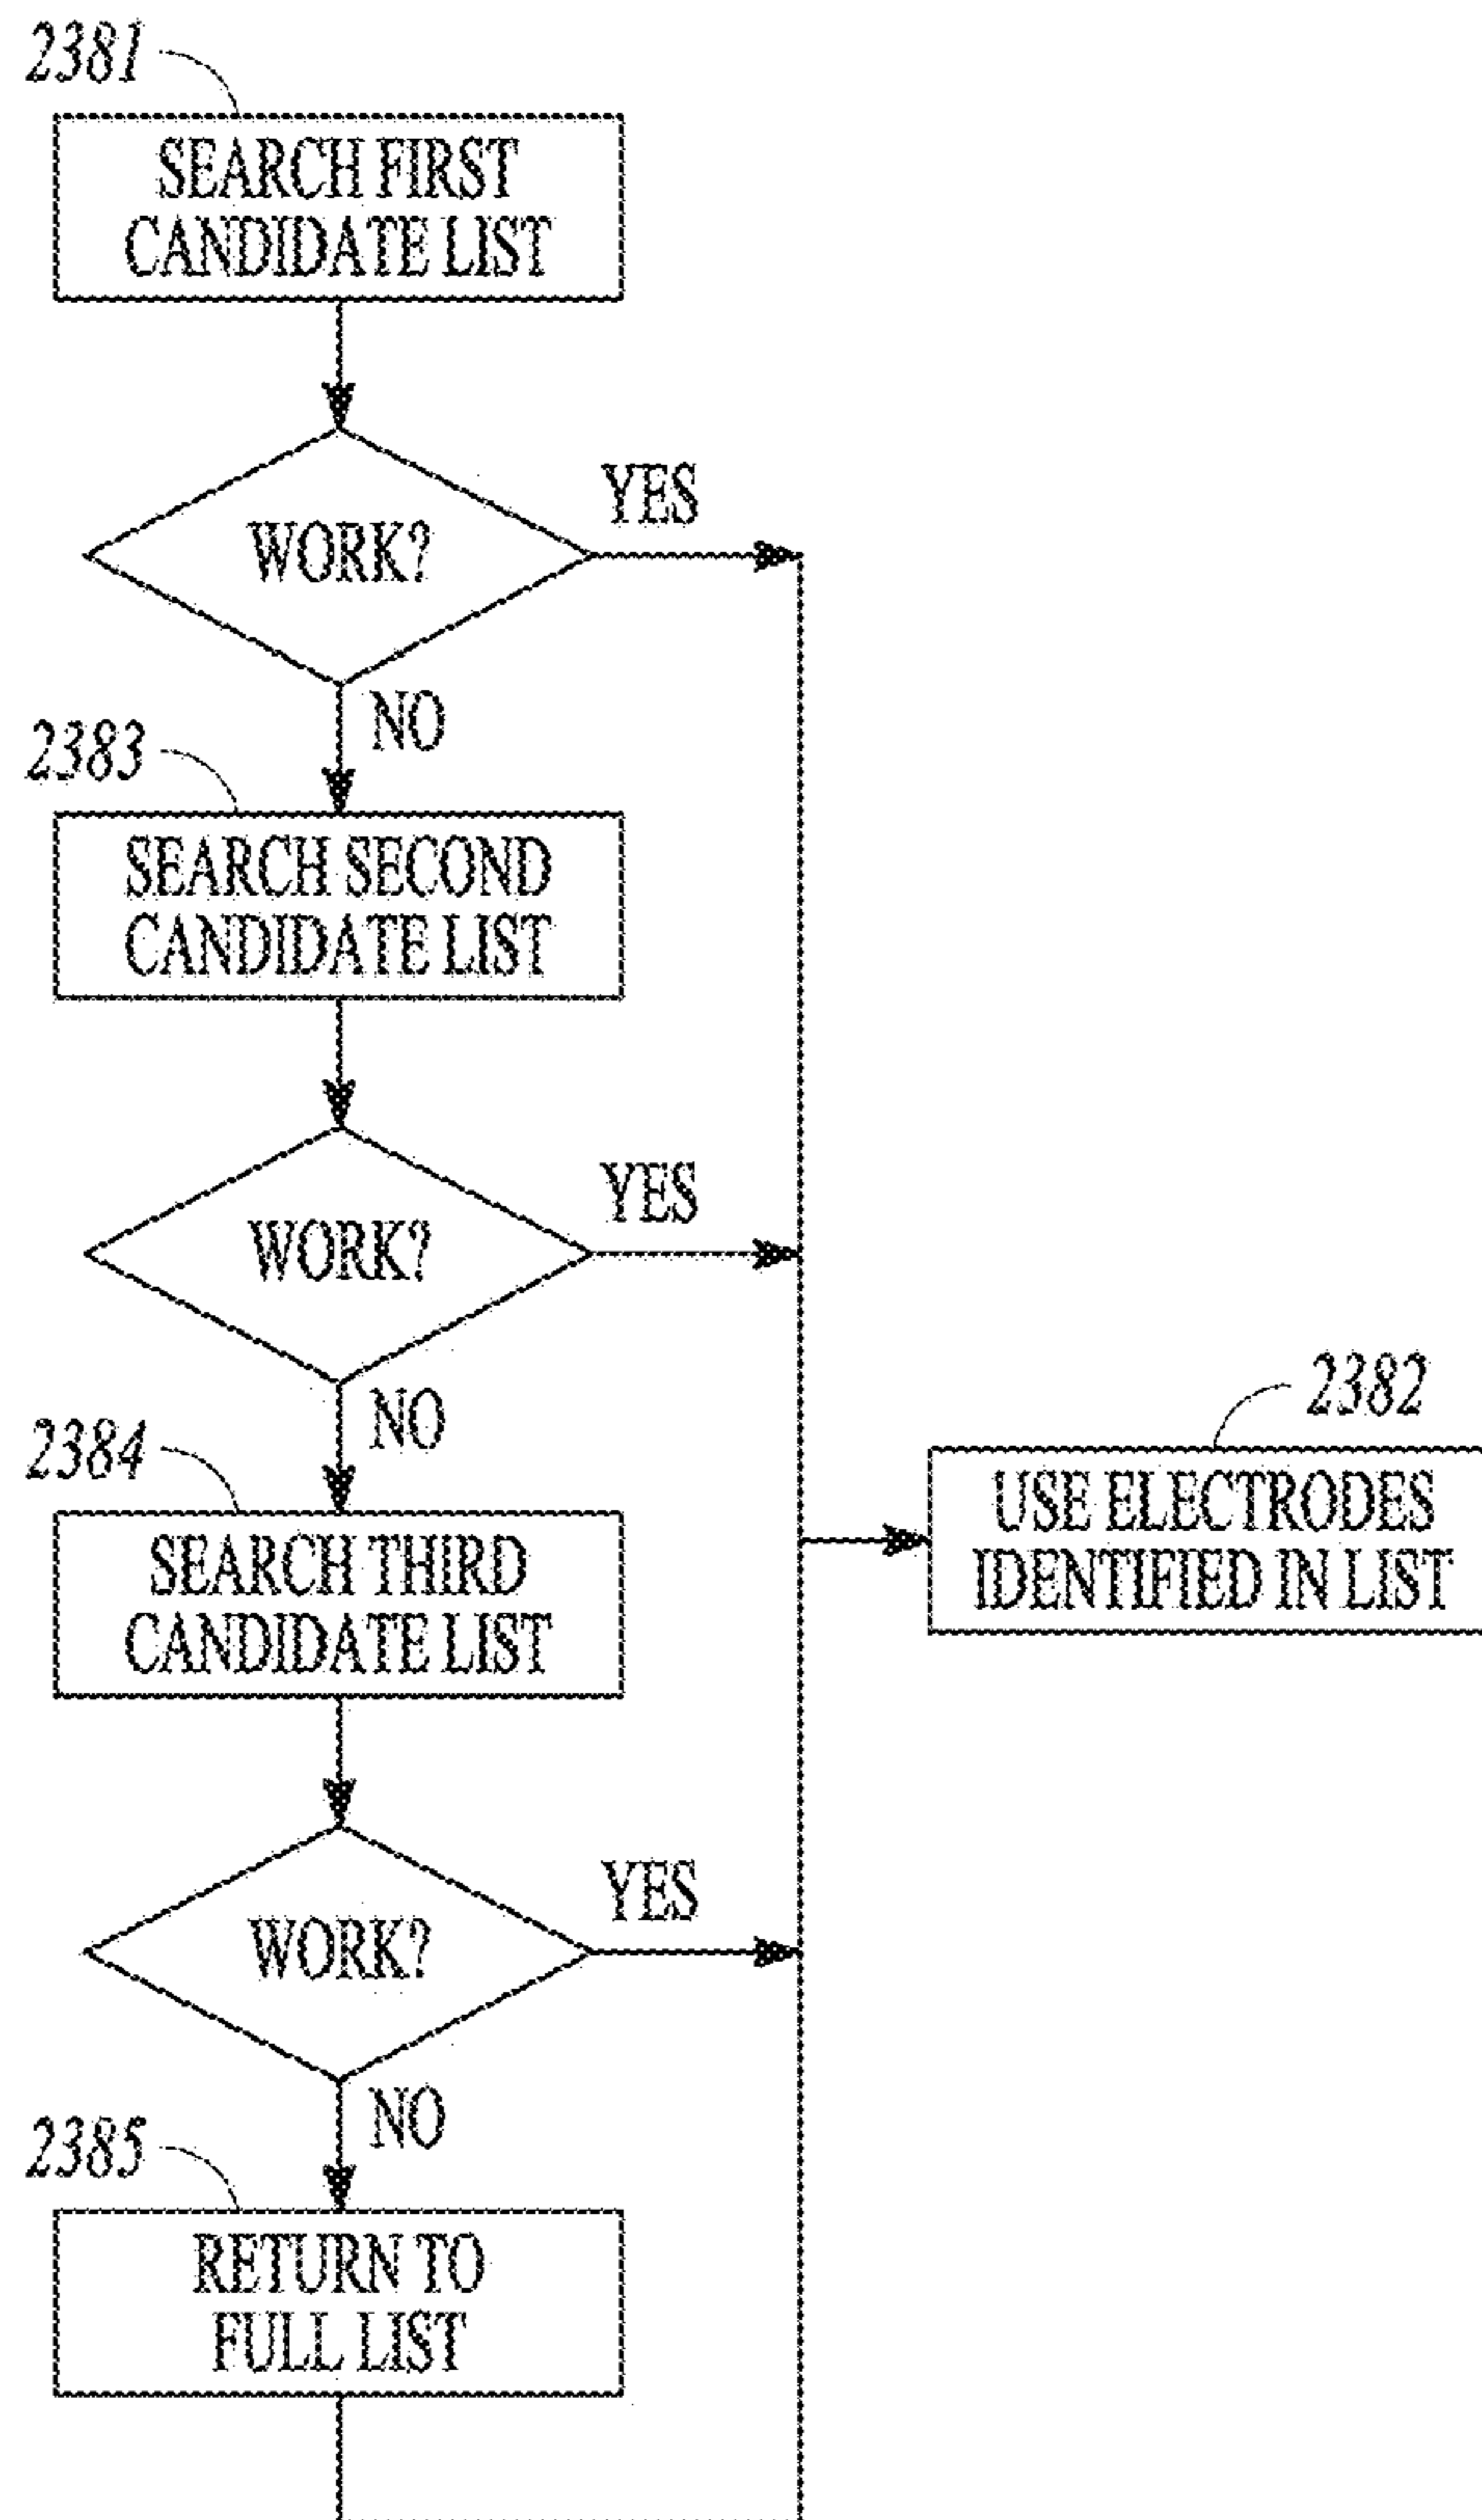 2381
SEARCH FIRST
CANDIDATE LIST
WORK?
YES
NO
2383
SEARCH SECOND
CANDIDATE LIST
WORK?
YES
NO
2384
SEARCH THIRD
CANDIDATE LIST
2382
USE ELECTRODES
IDENTIFIED IN LIST
WORK?
YES
NO
2385
RETURN TO
FULL LIST